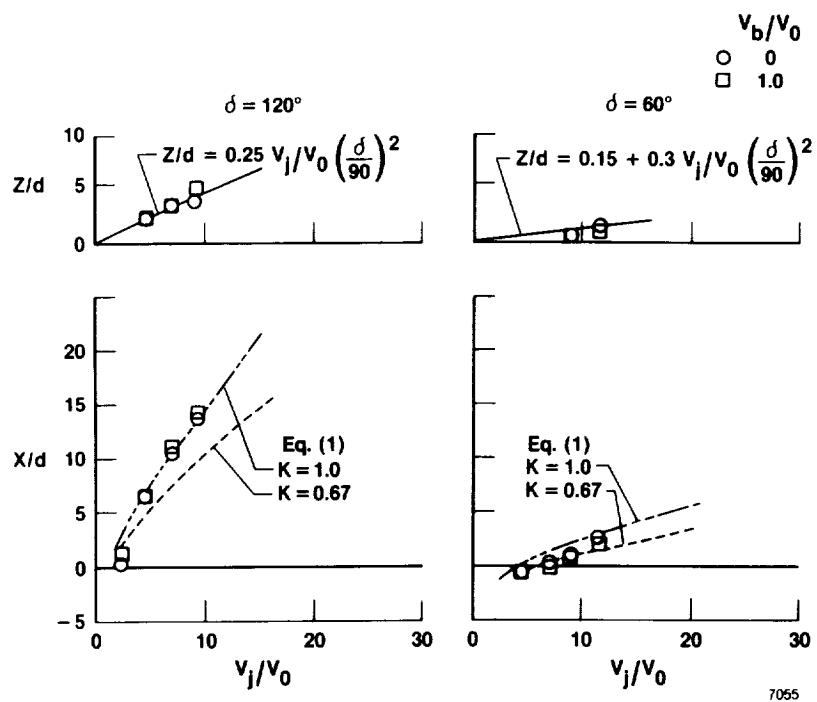 V_b/V_0
○ 0
□ 1.0
δ = 120°
δ = 60°
10
5
0
Z/d
Z/d = 0.25 V_j/V_0 (δ/90)^2
Z/d = 0.15 + 0.3 V_j/V_0 (δ/90)^2
20
15
10
5
0
−5
X/d
Eq. (1)
K = 1.0
K = 0.67
Eq. (1)
K = 1.0
K = 0.67
0 10 20 30
0 10 20 30
V_j/V_0
V_j/V_0
7055